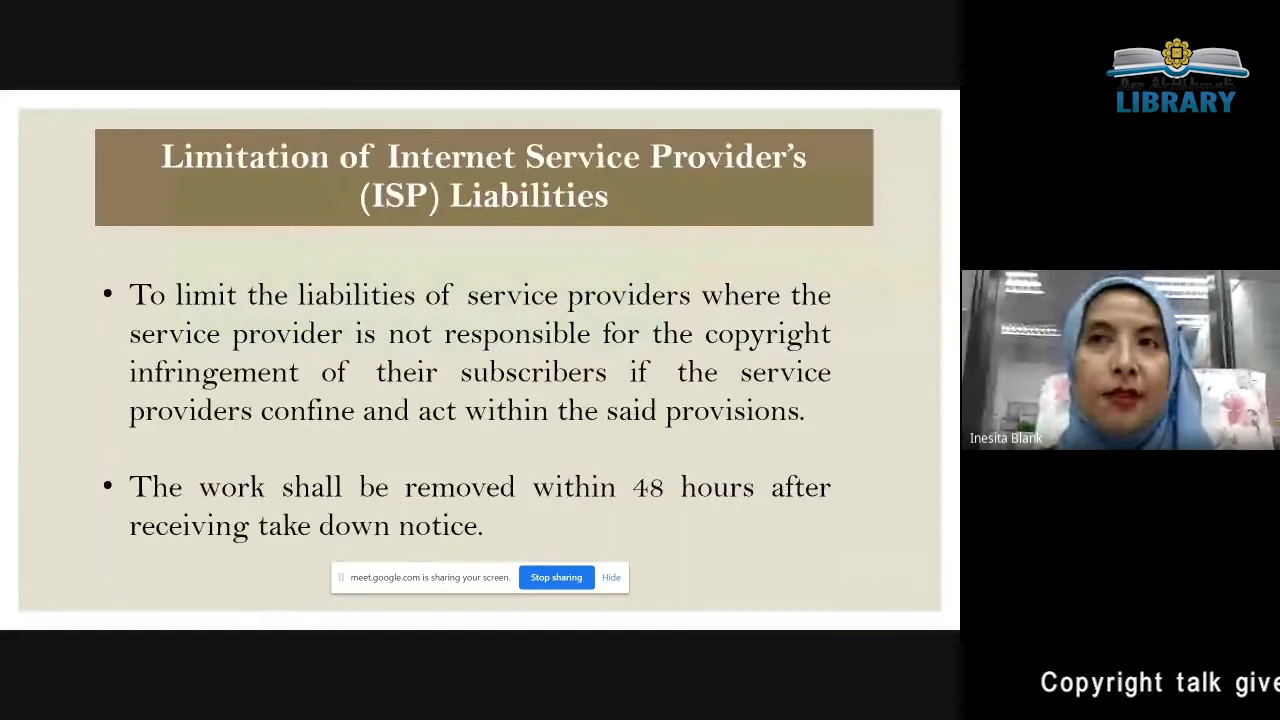 LIBRARY
Limitation of Internet Service Provider’s
(ISP) Liabilities
• To limit the liabilities of service providers where the
service provider is not responsible for the copyright
infringement of their subscribers if the service
providers confine and act within the said provisions.
• The work shall be removed within 48 hours after
receiving take down notice.
meet.google.com is sharing your screen.
Stop sharing
Hide
Inesita Blank
Copyright talk give